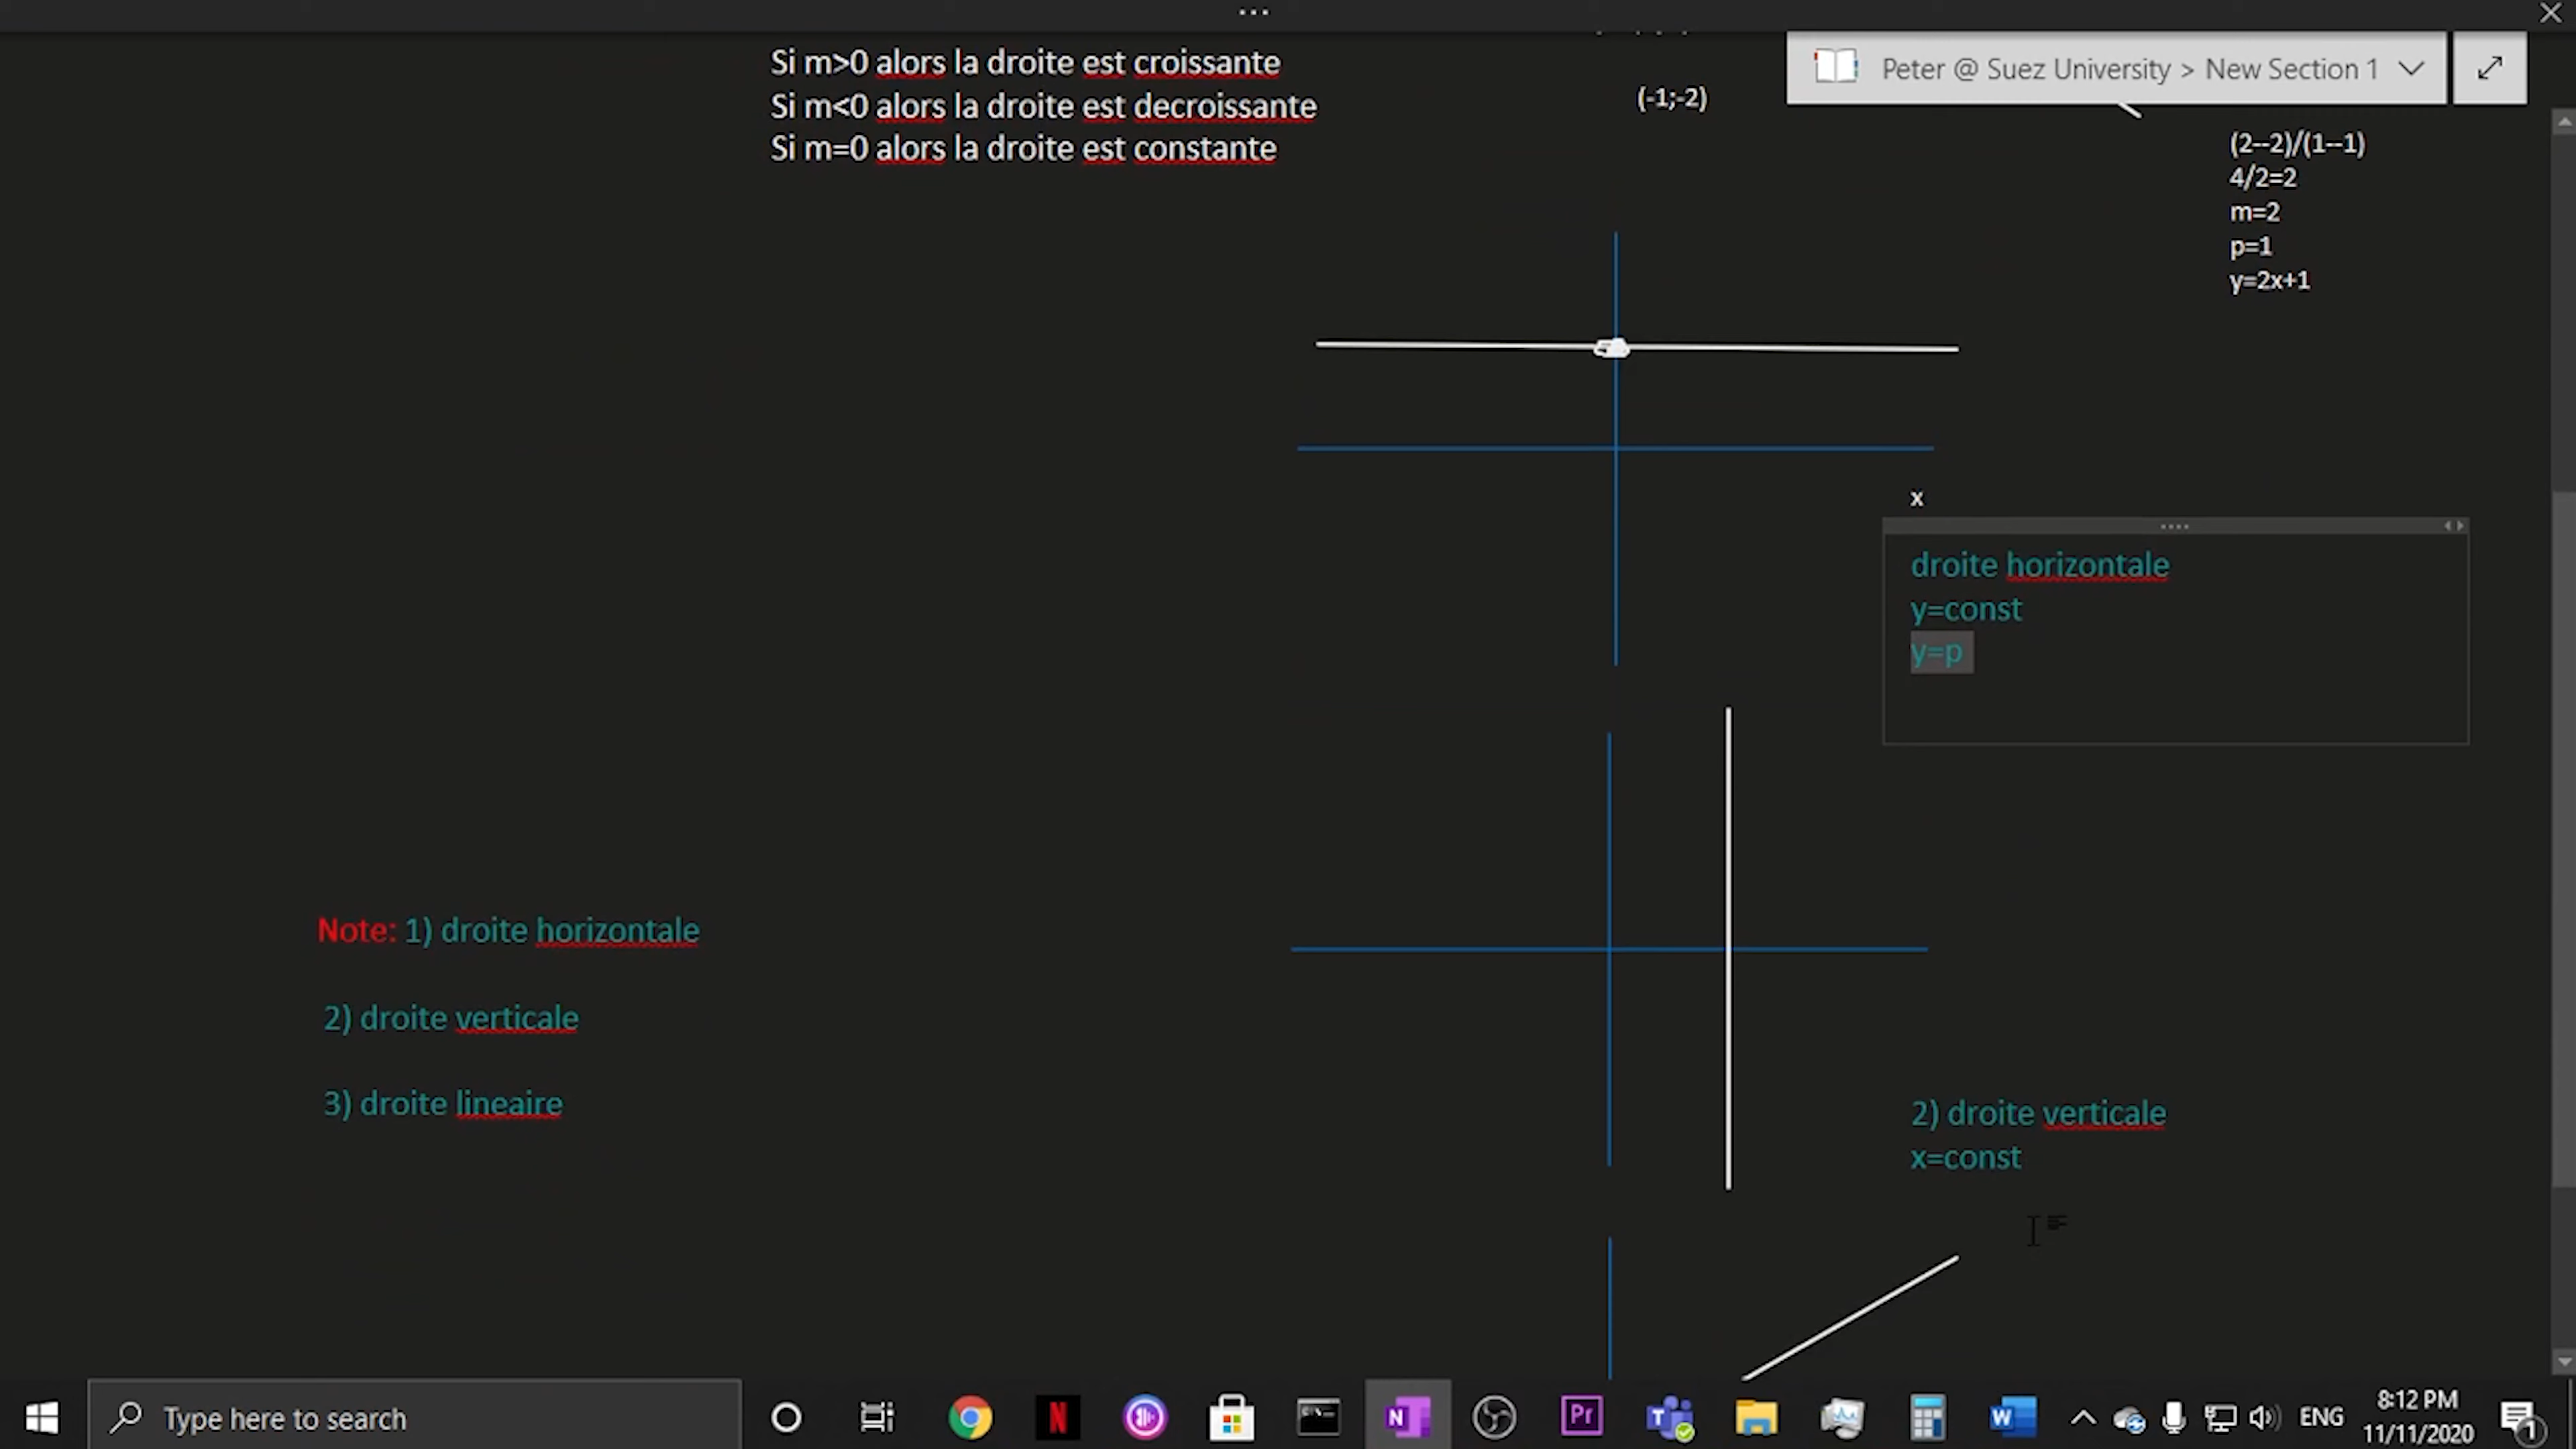 Si m>0 alors la droite est croissante
Si m<0 alors la droite est decroissante
Si m=0 alors la droite est constante
(-1;-2)
Peter @ Suez University > New Section 1
(2--2)/(1--1)
4/2=2
m=2
p=1
y=2x+1
x
droite horizontale
y=const
y=p
Note: 1) droite horizontale
2) droite verticale
3) droite lineaire
2) droite verticale
x=const
Type here to search
N
N
Pr
T
W
ENG
8:12 PM
11/11/2020
1